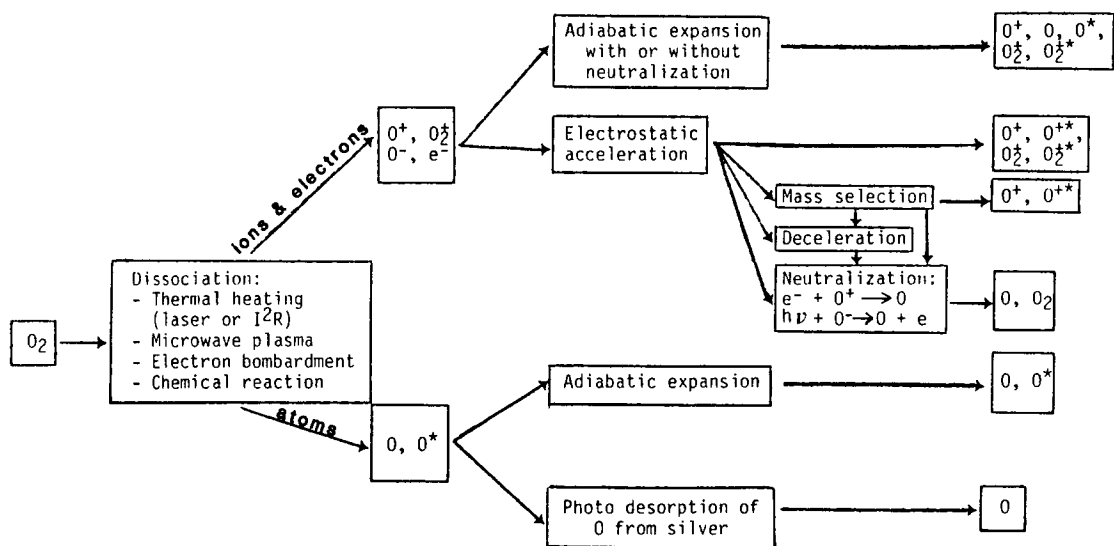 O₂
Dissociation:
- Thermal heating
(laser or I²R)
- Microwave plasma
- Electron bombardment
- Chemical reaction
ions & electrons
O⁺, O₂⁺
O⁻, e⁻
Adiabatic expansion
with or without
neutralization
O⁺, O, O*,
O₂⁺, O₂⁺*
Electrostatic
acceleration
O⁺, O⁺*,
O₂⁺, O₂⁺*
Mass selection
O⁺, O⁺*
Deceleration
Neutralization:
e⁻ + O⁺ → O
hν + O⁻ → O + e
O, O₂
atoms
O, O*
Adiabatic expansion
O, O*
Photo desorption of
O from silver
O